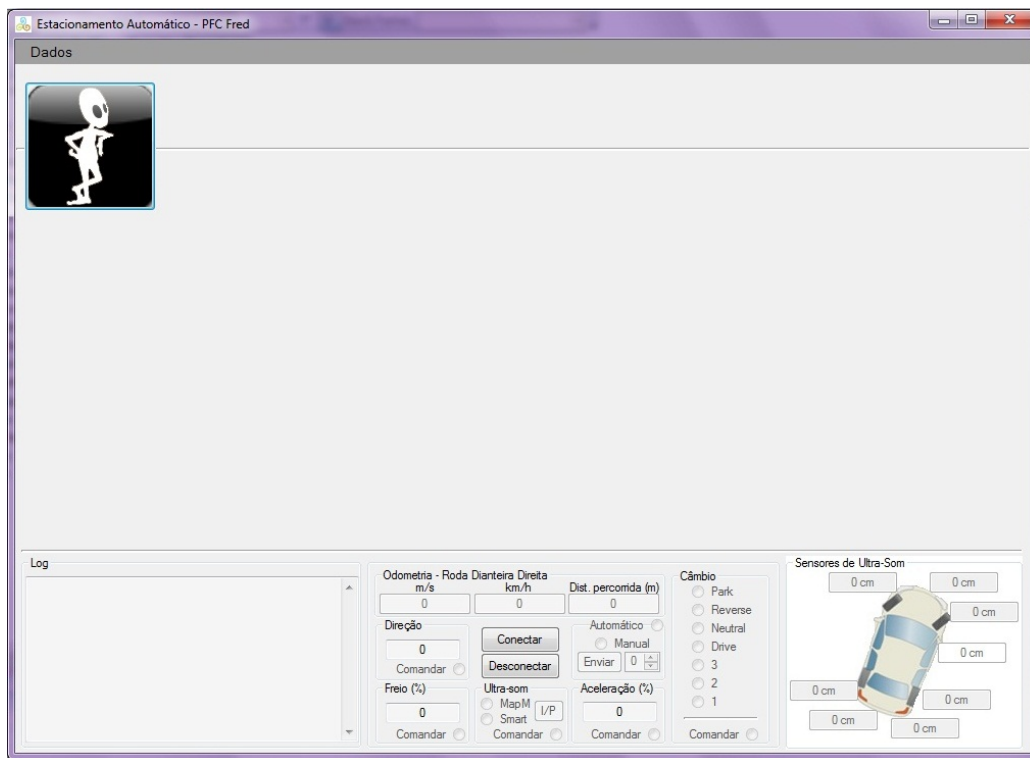 Estacionamento Automático - PFC Fred
Dados
Log
Odometria - Roda Dianteira Direita
m/s km/h Dist. percorrida (m)
0 0 0
Direção
0
Comandar
Conectar
Desconectar
Automático
Manual
Enviar 0
Freio (%)
0
Comandar
Ultra-som
MapM
Smart
I/P
Comandar
Aceleração (%)
0
Comandar
Câmbio
Park
Reverse
Neutral
Drive
3
2
1
Comandar
Sensores de Ultra-Som
0 cm 0 cm
0 cm
0 cm
0 cm
0 cm
0 cm
0 cm